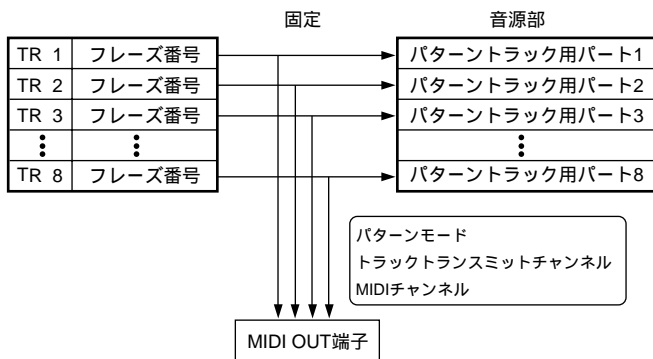 固定 音源部
TR 1 フレーズ番号 パターントラック用パート1
TR 2 フレーズ番号 パターントラック用パート2
TR 3 フレーズ番号 パターントラック用パート3
TR 8 フレーズ番号 パターントラック用パート8
パターンモード
トラックトランスミットチャンネル
MIDIチャンネル
MIDI OUT端子